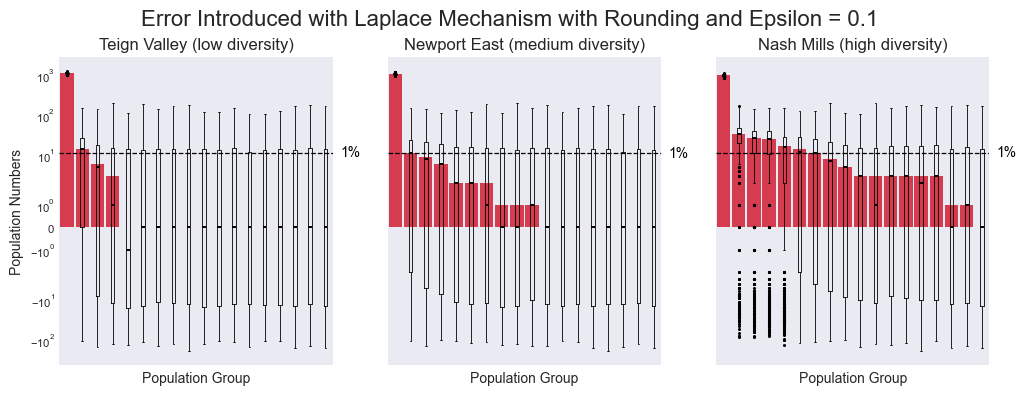 Error Introduced with Laplace Mechanism with Rounding and Epsilon = 0.1
Teign Valley (low diversity)
Newport East (medium diversity)
Nash Mills (high diversity)
Population Numbers
10³
10²
10¹
10⁰
0
−10⁰
−10¹
−10²
1%
1%
1%
Population Group
Population Group
Population Group